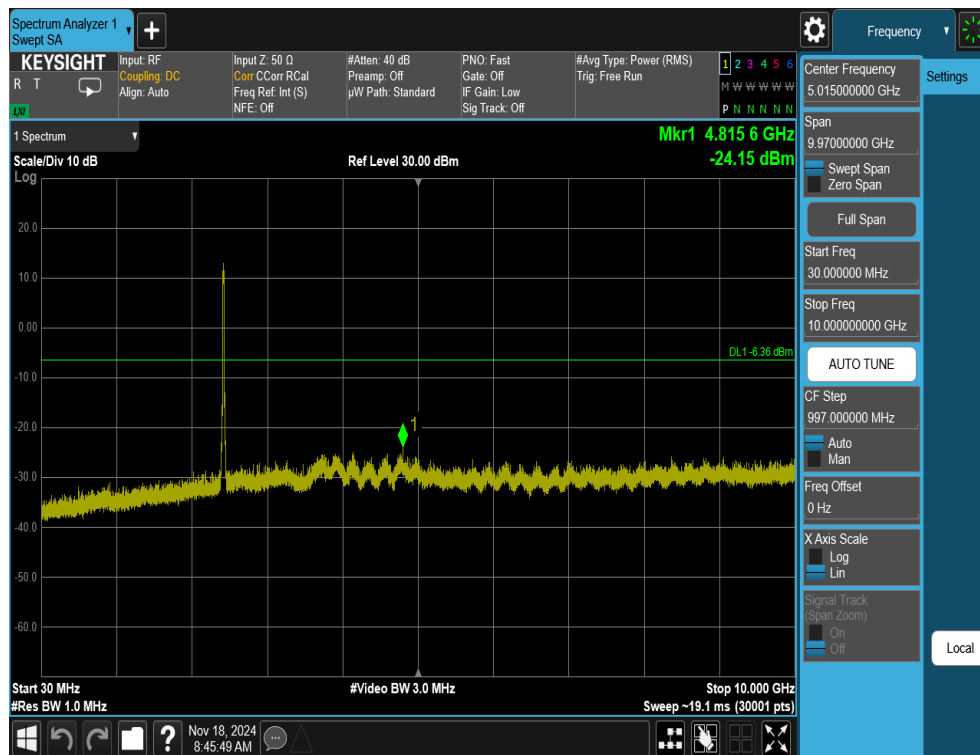 Spectrum Analyzer 1
Swept SA
Frequency
KEYSIGHT
R T
LNI
Input: RF
Coupling: DC
Align: Auto
Input Z: 50 Ω
Corr CCorr RCal
Freq Ref: Int (S)
NFE: Off
#Atten: 40 dB
Preamp: Off
µW Path: Standard
PNO: Fast
Gate: Off
IF Gain: Low
Sig Track: Off
#Avg Type: Power (RMS)
Trig: Free Run
1 2 3 4 5 6
M W W W W W
P N N N N N
1 Spectrum
Mkr1 4.815 6 GHz
Scale/Div 10 dB
Ref Level 30.00 dBm
-24.15 dBm
Log
20.0
10.0
0.00
DL1 -6.36 dBm
-10.0
-20.0
1
-30.0
-40.0
-50.0
-60.0
Start 30 MHz
#Video BW 3.0 MHz
Stop 10.000 GHz
#Res BW 1.0 MHz
Sweep ~19.1 ms (30001 pts)
Center Frequency
5.015000000 GHz
Span
9.97000000 GHz
Swept Span
Zero Span
Full Span
Start Freq
30.000000 MHz
Stop Freq
10.000000000 GHz
AUTO TUNE
CF Step
997.000000 MHz
Auto
Man
Freq Offset
0 Hz
X Axis Scale
Log
Lin
Signal Track
(Span Zoom)
On
Off
Settings
Local
?
Nov 18, 2024
8:45:49 AM